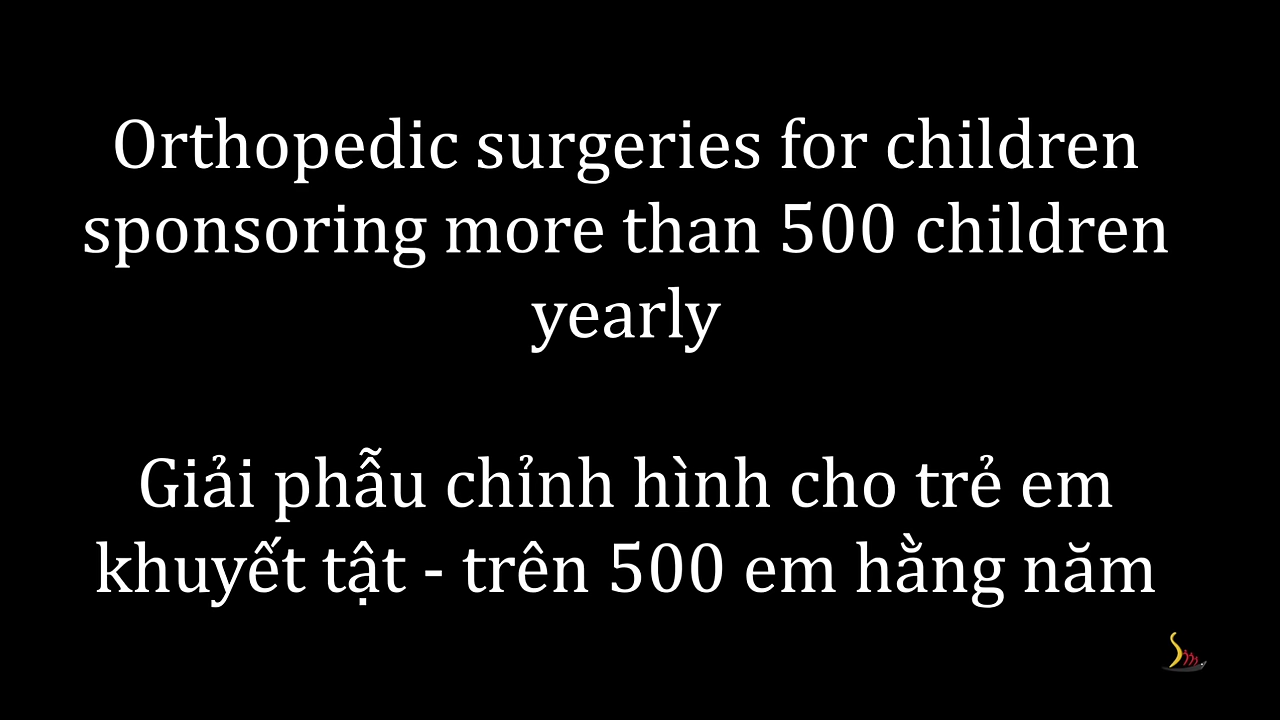 Orthopedic surgeries for children
sponsoring more than 500 children
yearly
Giải phẫu chỉnh hình cho trẻ em
khuyết tật - trên 500 em hằng năm